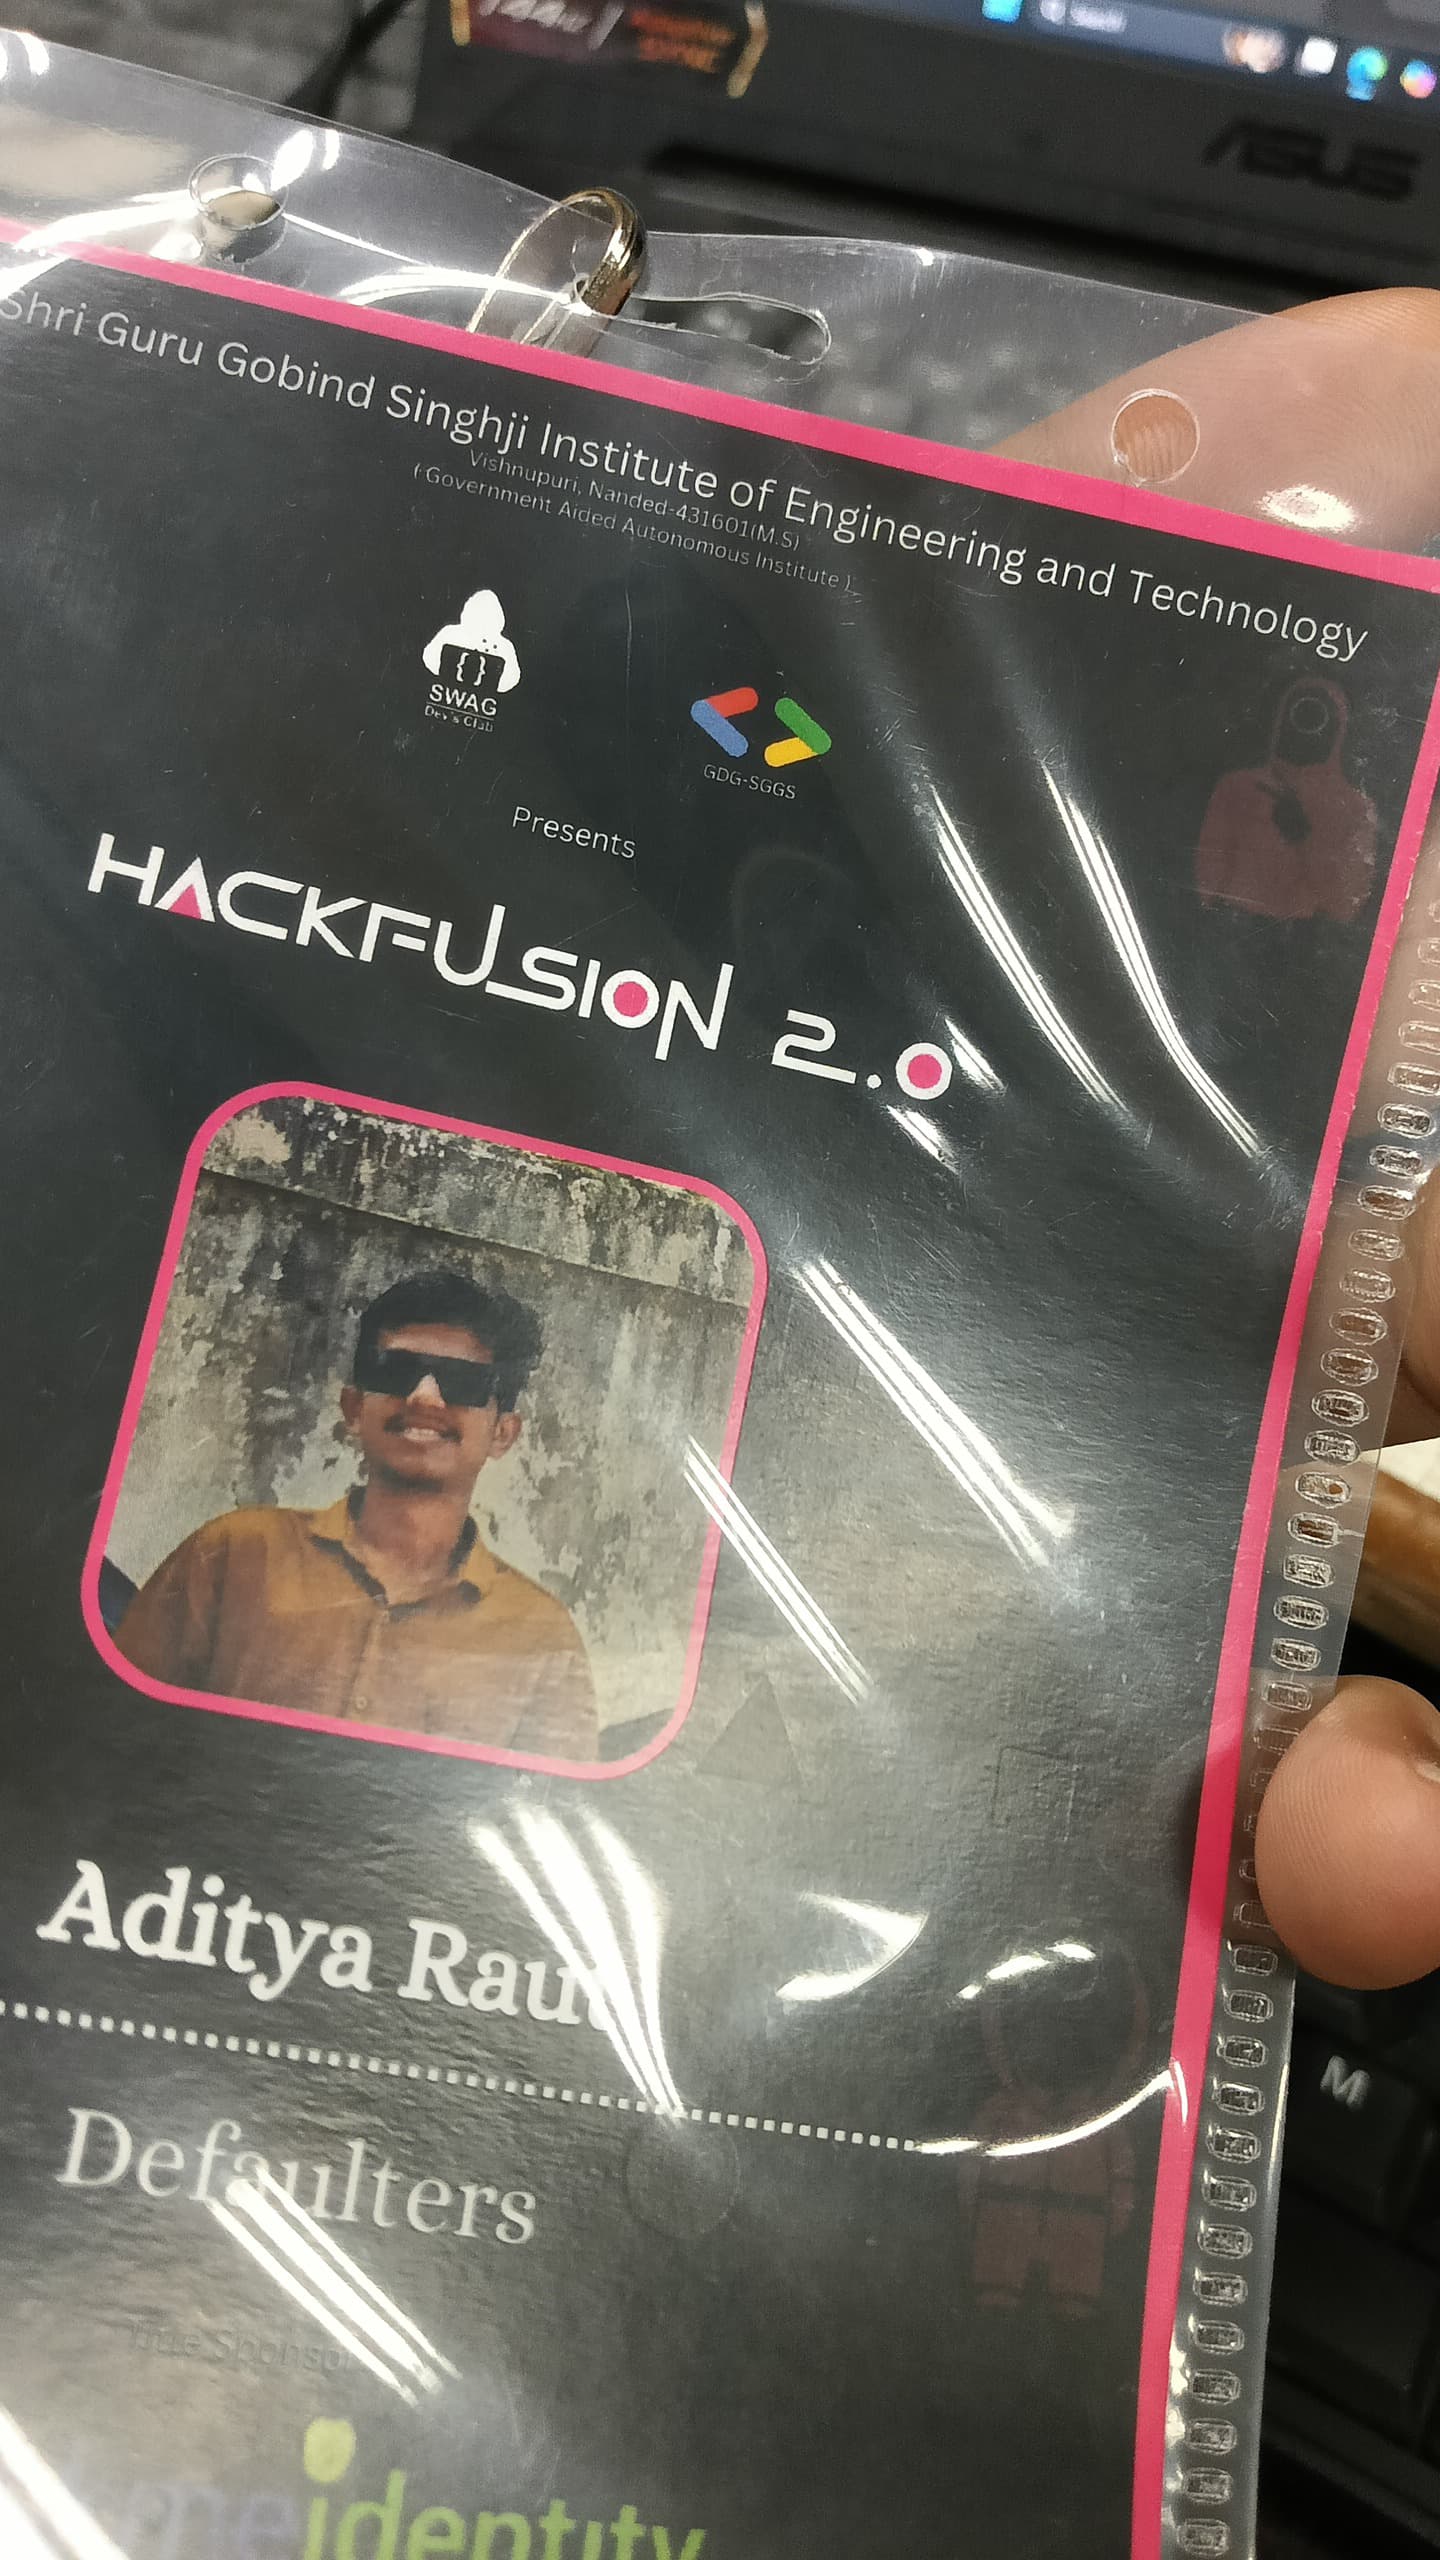 ASUS
Shri Guru Gobind Singhji Institute of Engineering and Technology
Vishnupuri, Nanded-431601(M.S)
( Government Aided Autonomous Institute )
{ }
SWAG
Dev's Club
GDG-SGGS
Presents
HACKFUSION 2.0
Aditya Raut
Defaulters
Title Sponsor
identity
M